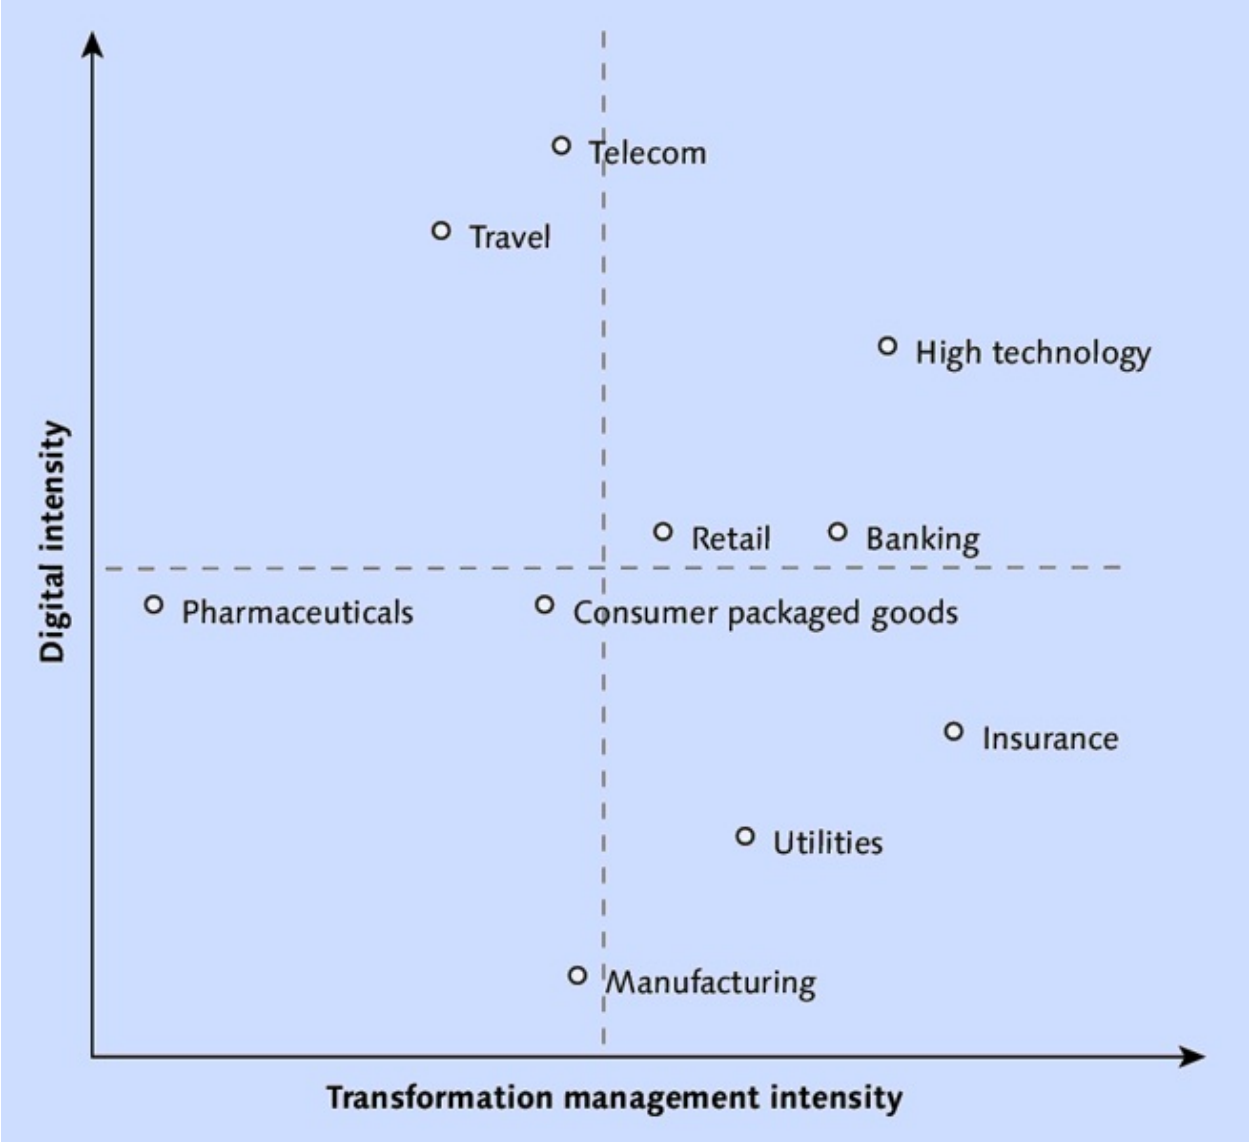 Telecom
Travel
High technology
Retail
Banking
Digital intensity
Pharmaceuticals
Consumer packaged goods
Insurance
Utilities
Manufacturing
Transformation management intensity